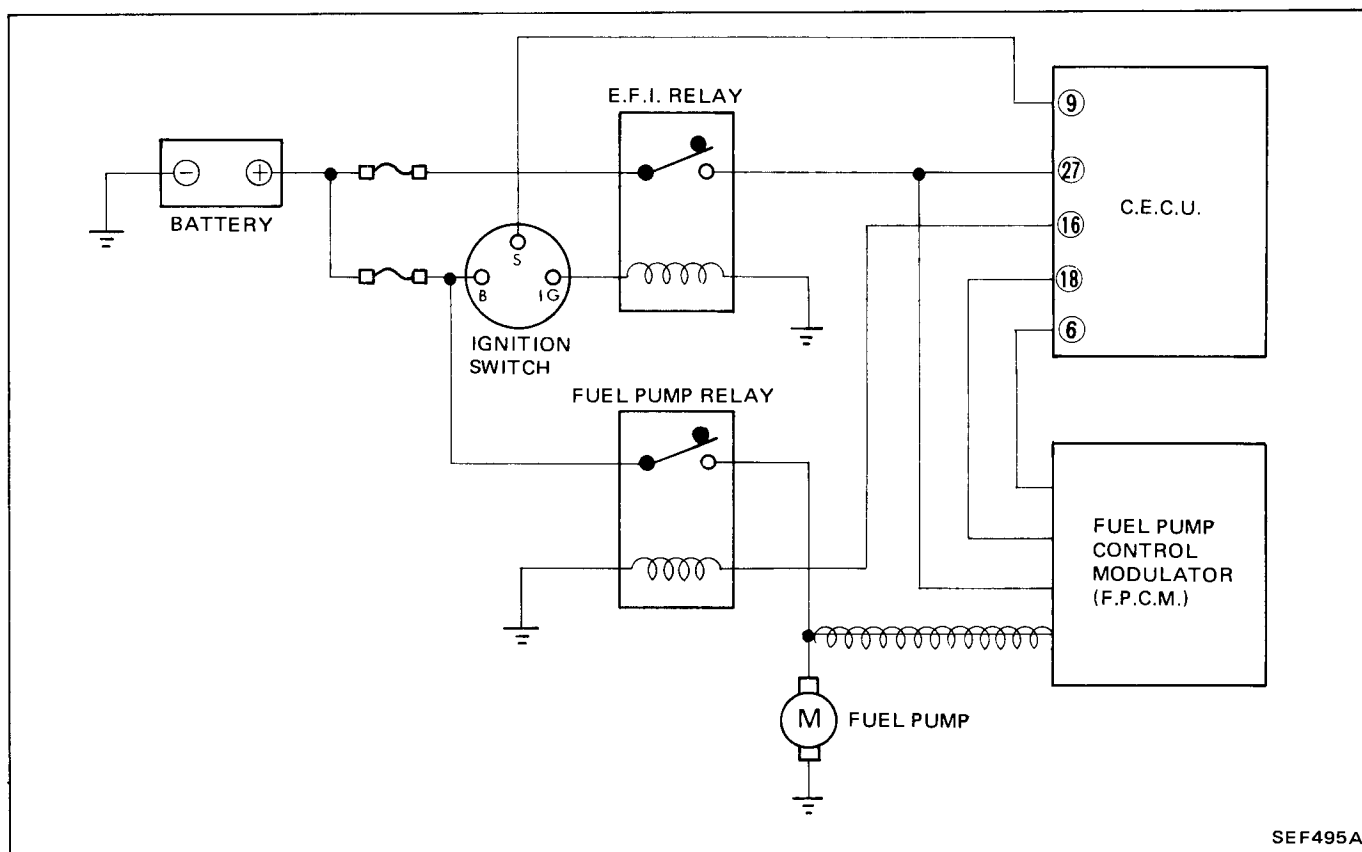 E.F.I. RELAY
BATTERY
S
B
IG
IGNITION
SWITCH
9
27
16
18
6
C.E.C.U.
FUEL PUMP RELAY
FUEL PUMP
CONTROL
MODULATOR
(F.P.C.M.)
M
FUEL PUMP
SEF495A